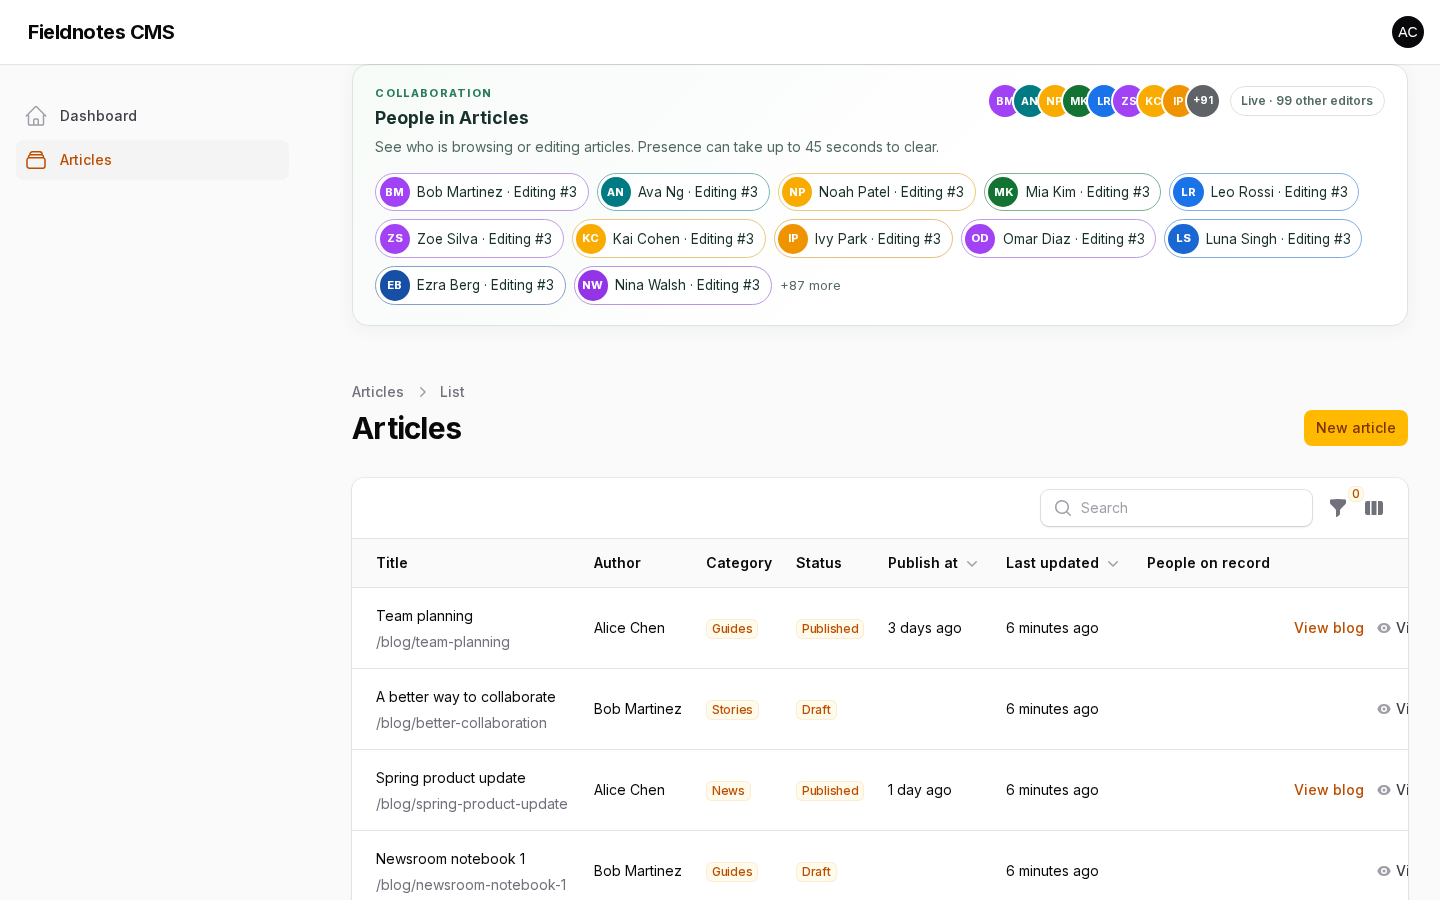 Fieldnotes CMS
AC
Dashboard
Articles
COLLABORATION
People in Articles
See who is browsing or editing articles. Presence can take up to 45 seconds to clear.
BM AN NP MK LR ZS KC IP +91
Live · 99 other editors
BM Bob Martinez · Editing #3
AN Ava Ng · Editing #3
NP Noah Patel · Editing #3
MK Mia Kim · Editing #3
LR Leo Rossi · Editing #3
ZS Zoe Silva · Editing #3
KC Kai Cohen · Editing #3
IP Ivy Park · Editing #3
OD Omar Diaz · Editing #3
LS Luna Singh · Editing #3
EB Ezra Berg · Editing #3
NW Nina Walsh · Editing #3
+87 more
Articles List
Articles
New article
Search
0
Title Author Category Status Publish at Last updated People on record
Team planning
/blog/team-planning
Alice Chen Guides Published 3 days ago 6 minutes ago View blog Vi
A better way to collaborate
/blog/better-collaboration
Bob Martinez Stories Draft 6 minutes ago Vi
Spring product update
/blog/spring-product-update
Alice Chen News Published 1 day ago 6 minutes ago View blog Vi
Newsroom notebook 1
/blog/newsroom-notebook-1
Bob Martinez Guides Draft 6 minutes ago Vi